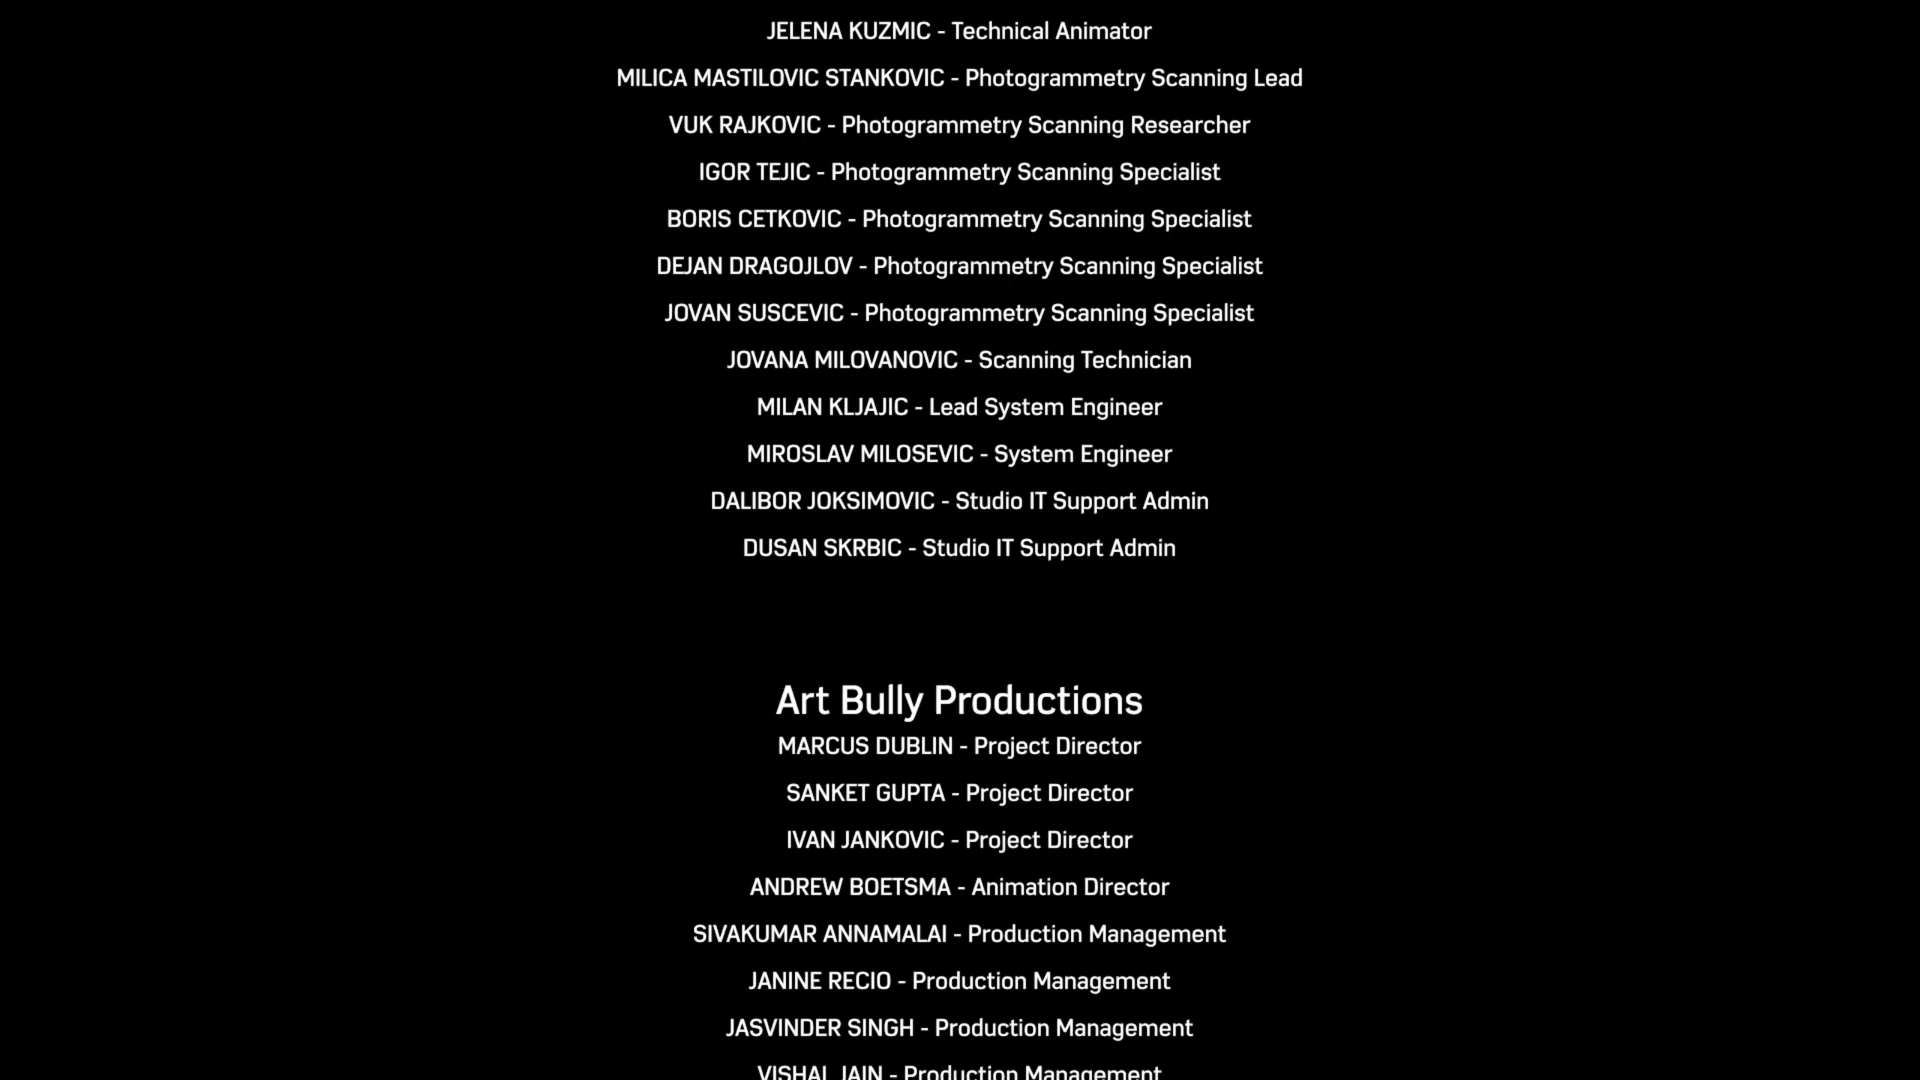 JELENA KUZMIC - Technical Animator
MILICA MASTILOVIC STANKOVIC - Photogrammetry Scanning Lead
VUK RAJKOVIC - Photogrammetry Scanning Researcher
IGOR TEJIC - Photogrammetry Scanning Specialist
BORIS CETKOVIC - Photogrammetry Scanning Specialist
DEJAN DRAGOJLOV - Photogrammetry Scanning Specialist
JOVAN SUSCEVIC - Photogrammetry Scanning Specialist
JOVANA MILOVANOVIC - Scanning Technician
MILAN KLJAJIC - Lead System Engineer
MIROSLAV MILOSEVIC - System Engineer
DALIBOR JOKSIMOVIC - Studio IT Support Admin
DUSAN SKRBIC - Studio IT Support Admin
Art Bully Productions
MARCUS DUBLIN - Project Director
SANKET GUPTA - Project Director
IVAN JANKOVIC - Project Director
ANDREW BOETSMA - Animation Director
SIVAKUMAR ANNAMALAI - Production Management
JANINE RECIO - Production Management
JASVINDER SINGH - Production Management
VISHAL JAIN - Production Management